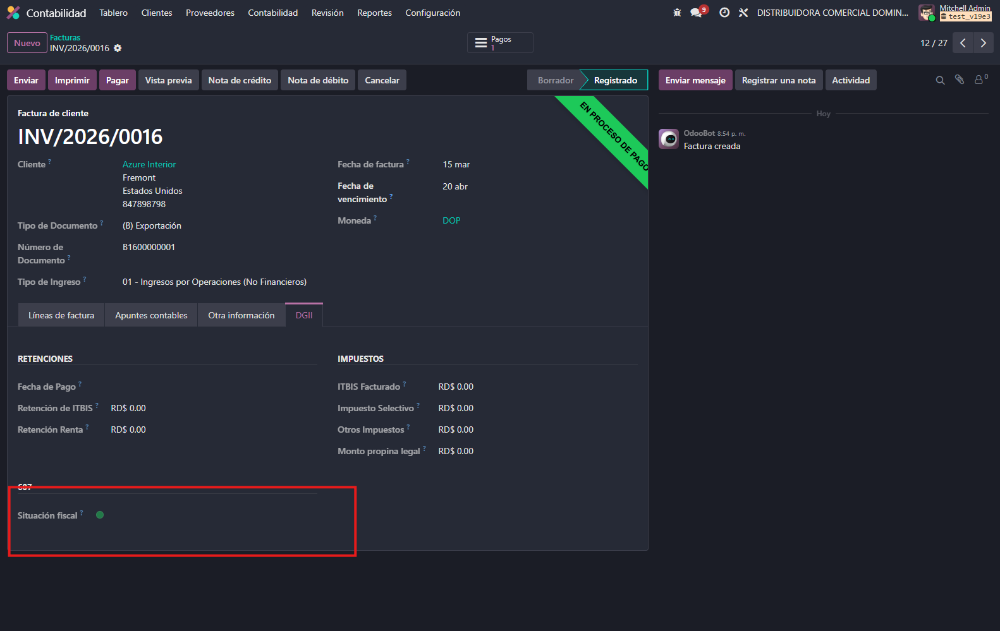 Contabilidad Tablero Clientes Proveedores Contabilidad Revisión Reportes Configuración 9 DISTRIBUIDORA COMERCIAL DOMIN... Mitchell Admin
test_v19e3
Nuevo Facturas
INV/2026/0016
Pagos
1
12 / 27
Enviar Imprimir Pagar Vista previa Nota de crédito Nota de débito Cancelar Borrador Registrado Enviar mensaje Registrar una nota Actividad 0
EN PROCESO DE PAGO
Factura de cliente
INV/2026/0016
Cliente ? Azure Interior
Fremont
Estados Unidos
847898798
Tipo de Documento ? (B) Exportación
Número de
Documento ? B1600000001
Tipo de Ingreso ? 01 - Ingresos por Operaciones (No Financieros)
Fecha de factura ? 15 mar
Fecha de
vencimiento ? 20 abr
Moneda ? DOP
Líneas de factura Apuntes contables Otra información DGII
RETENCIONES
Fecha de Pago ?
Retención de ITBIS ? RD$ 0.00
Retención Renta ? RD$ 0.00
IMPUESTOS
ITBIS Facturado ? RD$ 0.00
Impuesto Selectivo ? RD$ 0.00
Otros Impuestos ? RD$ 0.00
Monto propina legal ? RD$ 0.00
607
Situación fiscal ?
Hoy
OdooBot 8:54 p. m.
Factura creada